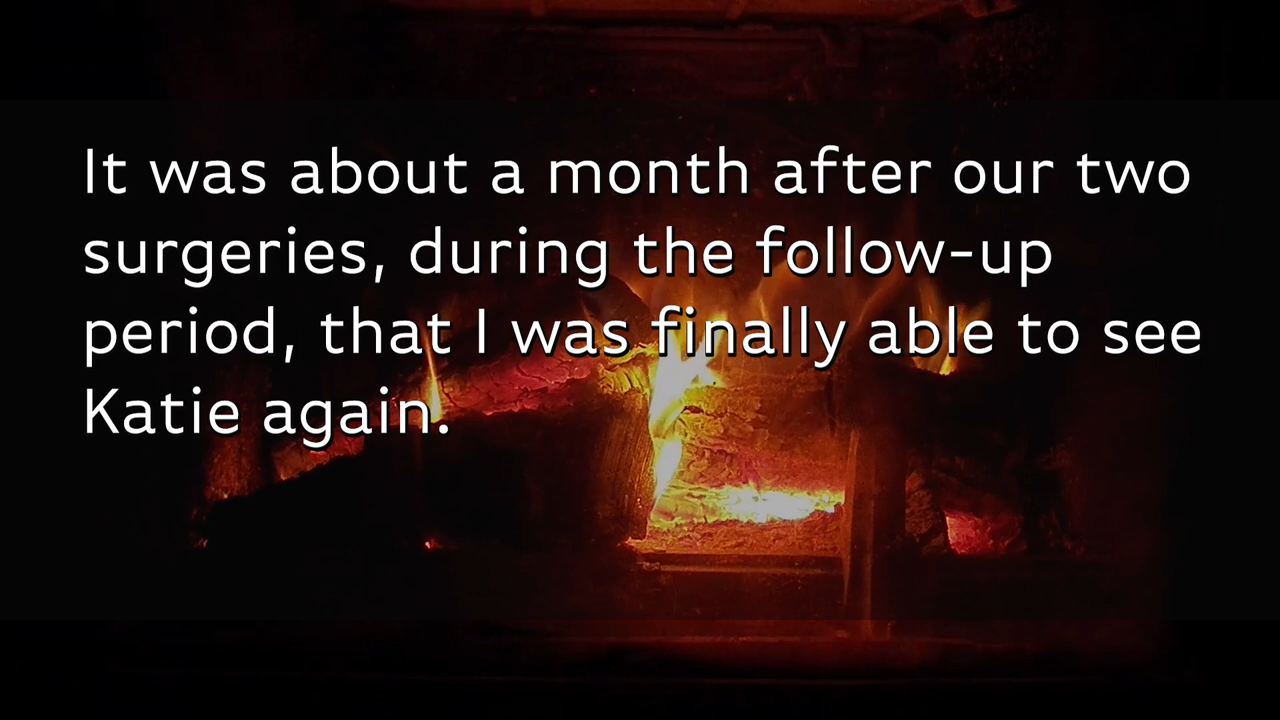 It was about a month after our two
surgeries, during the follow-up
period, that I was finally able to see
Katie again.